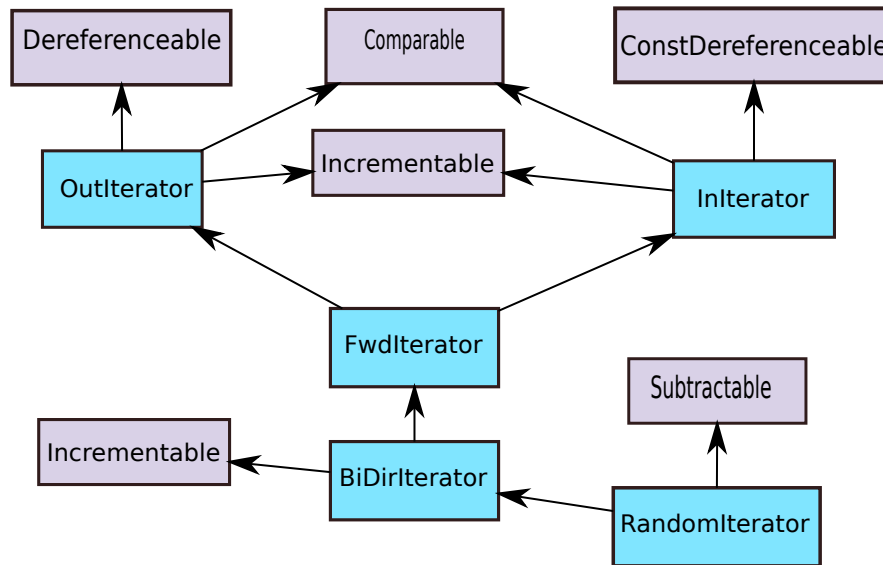 Dereferenceable
Comparable
ConstDereferenceable
Incrementable
OutIterator
InIterator
FwdIterator
Subtractable
Incrementable
BiDirIterator
RandomIterator